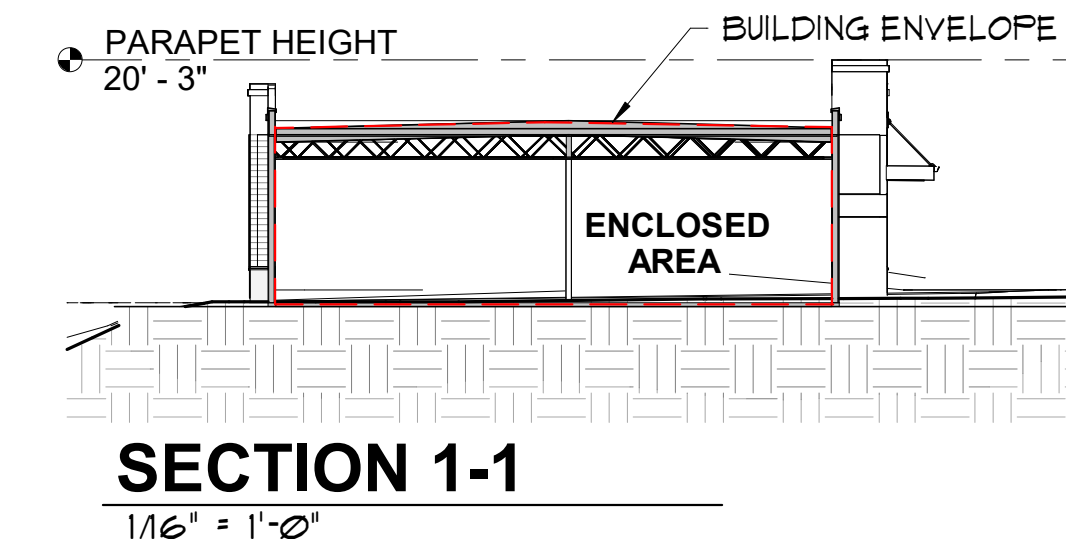 BUILDING ENVELOPE
PARAPET HEIGHT
20' - 3"
ENCLOSED
AREA
SECTION 1-1
1/16" = 1'-0"